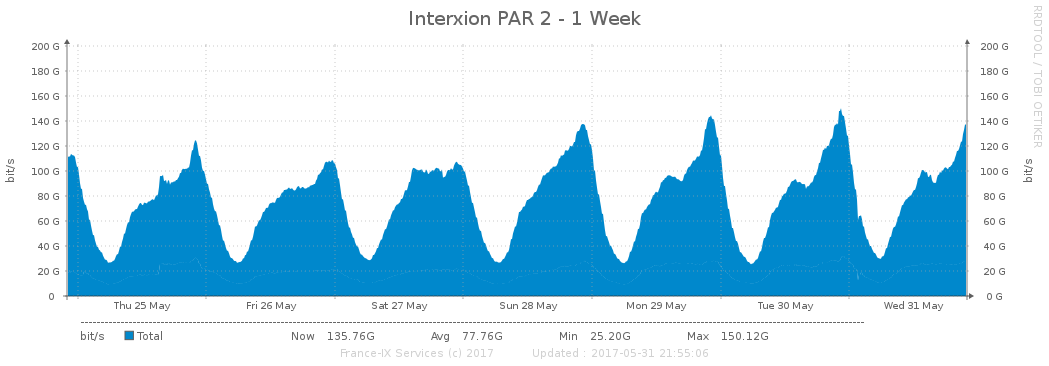 Interxion PAR 2 - 1 Week
RRDTOOL / TOBI OETIKER
bit/s
200 G 200 G
180 G 180 G
160 G 160 G
140 G 140 G
120 G 120 G
100 G 100 G
80 G 80 G
60 G 60 G
40 G 40 G
20 G 20 G
0 0 G
bit/s
Thu 25 May Fri 26 May Sat 27 May Sun 28 May Mon 29 May Tue 30 May Wed 31 May
bit/s Total Now 135.76G Avg 77.76G Min 25.20G Max 150.12G
France-IX Services (c) 2017 Updated : 2017-05-31 21:55:06